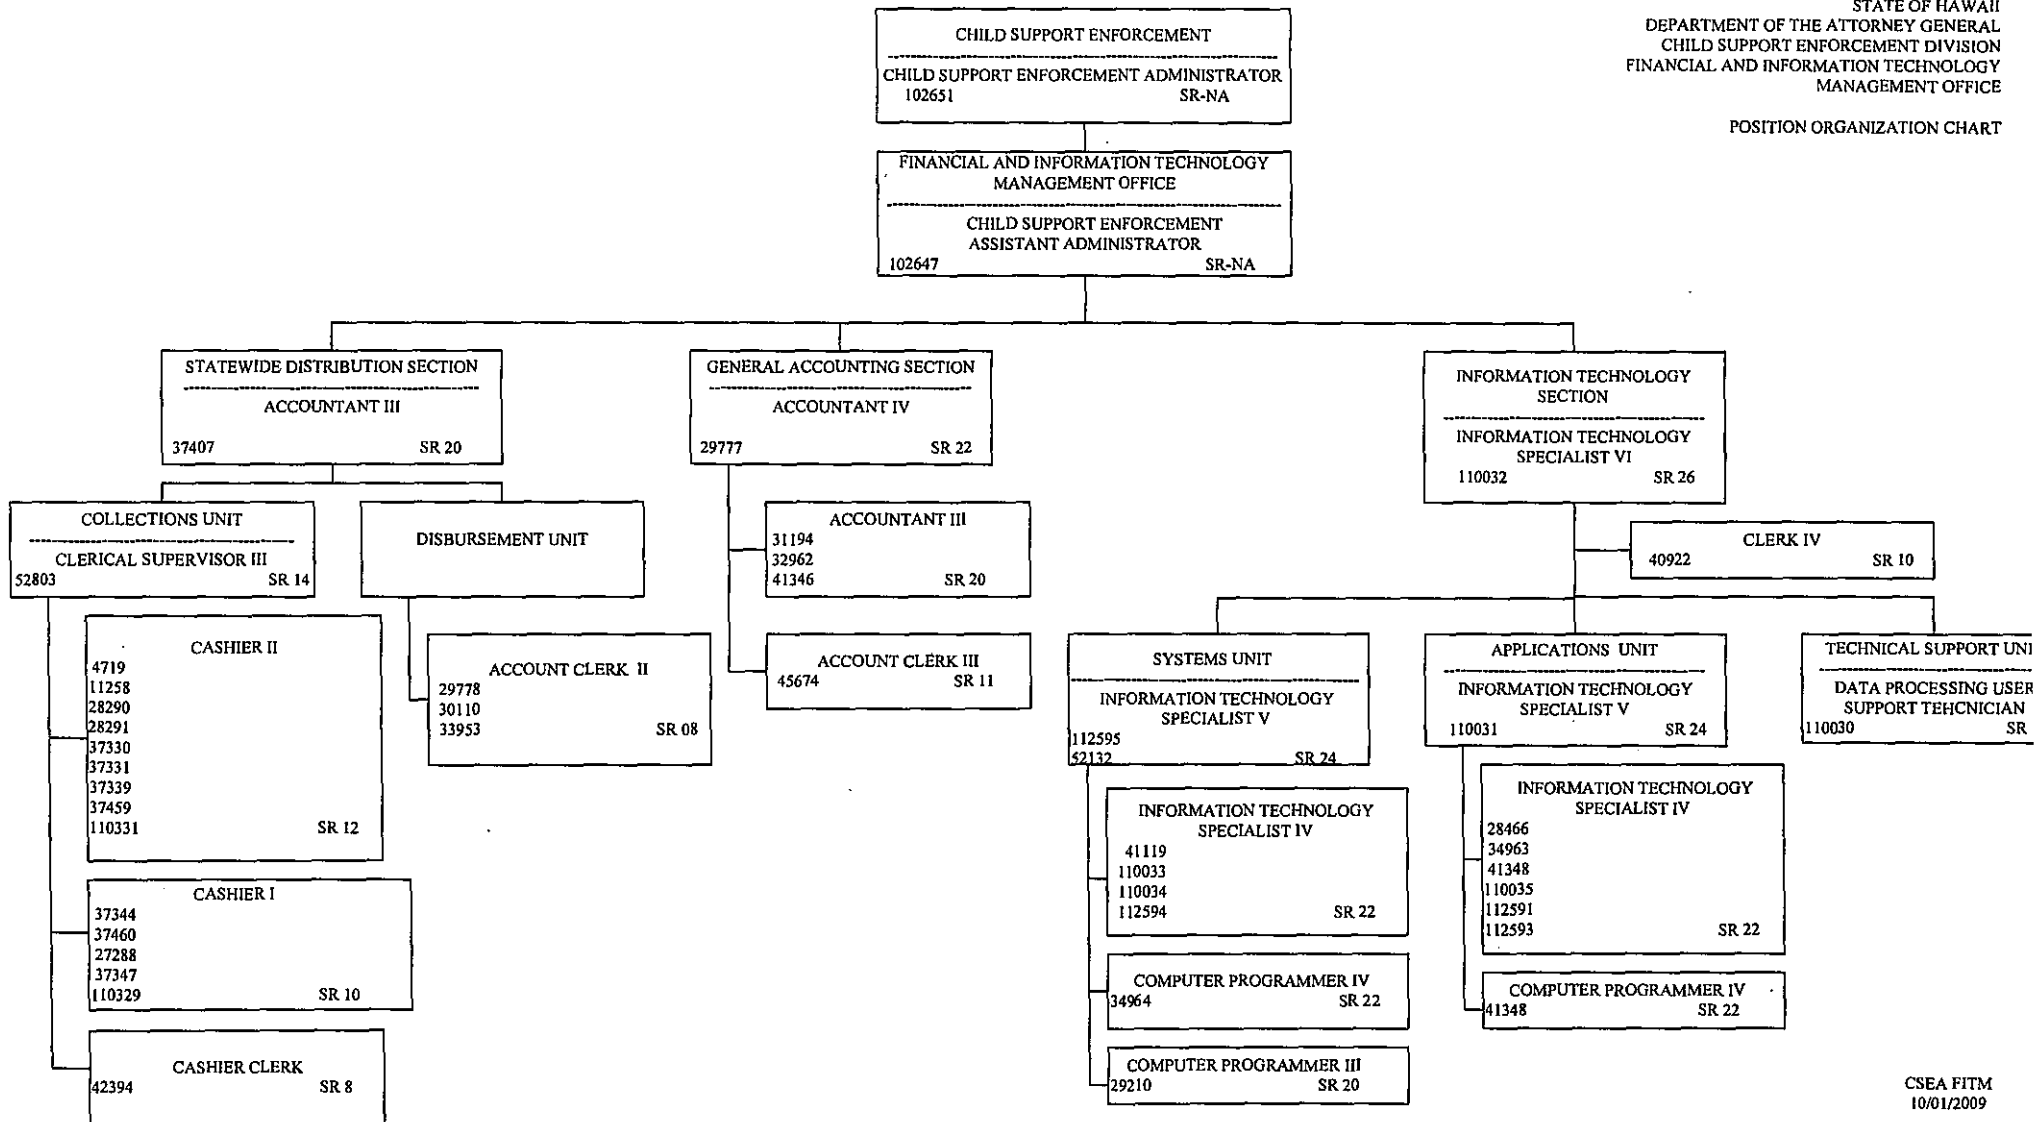 STATE OF HAWAII
DEPARTMENT OF THE ATTORNEY GENERAL
CHILD SUPPORT ENFORCEMENT DIVISION
FINANCIAL AND INFORMATION TECHNOLOGY
MANAGEMENT OFFICE
POSITION ORGANIZATION CHART
CHILD SUPPORT ENFORCEMENT
CHILD SUPPORT ENFORCEMENT ADMINISTRATOR
102651 SR-NA
FINANCIAL AND INFORMATION TECHNOLOGY
MANAGEMENT OFFICE
CHILD SUPPORT ENFORCEMENT
ASSISTANT ADMINISTRATOR
102647 SR-NA
STATEWIDE DISTRIBUTION SECTION
ACCOUNTANT III
37407 SR 20
COLLECTIONS UNIT
CLERICAL SUPERVISOR III
52803 SR 14
CASHIER II
4719
11258
28290
28291
37330
37331
37339
37459
110331 SR 12
CASHIER I
37344
37460
27288
37347
110329 SR 10
CASHIER CLERK
42394 SR 8
DISBURSEMENT UNIT
ACCOUNT CLERK II
29778
30110
33953 SR 08
GENERAL ACCOUNTING SECTION
ACCOUNTANT IV
29777 SR 22
ACCOUNTANT III
31194
32962
41346 SR 20
ACCOUNT CLERK III
45674 SR 11
INFORMATION TECHNOLOGY
SECTION
INFORMATION TECHNOLOGY
SPECIALIST VI
110032 SR 26
CLERK IV
40922 SR 10
SYSTEMS UNIT
INFORMATION TECHNOLOGY
SPECIALIST V
112595
52132 SR 24
INFORMATION TECHNOLOGY
SPECIALIST IV
41119
110033
110034
112594 SR 22
COMPUTER PROGRAMMER IV
34964 SR 22
COMPUTER PROGRAMMER III
29210 SR 20
APPLICATIONS UNIT
INFORMATION TECHNOLOGY
SPECIALIST V
110031 SR 24
INFORMATION TECHNOLOGY
SPECIALIST IV
28466
34963
41348
110035
112591
112593 SR 22
COMPUTER PROGRAMMER IV
41348 SR 22
TECHNICAL SUPPORT UNI
DATA PROCESSING USER
SUPPORT TEHCNICIAN
110030 SR
CSEA FITM
10/01/2009